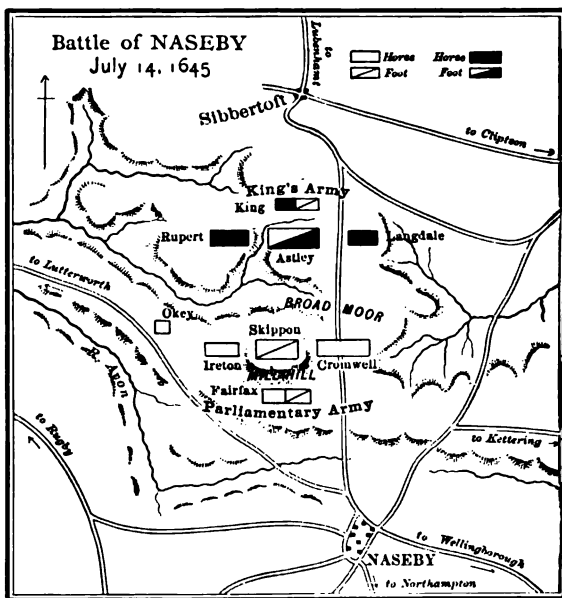 Battle of NASEBY
July 14, 1645
Horse Horse
Foot Foot
to Lubenham
Sibbertoft
to Clipston
King's Army
King
Rupert
Astley
Langdale
to Lutterworth
BROAD MOOR
Okey
Skippon
Ireton
MILL HILL
Cromwell
R. Avon
Fairfax
Parliamentary Army
to Rugby
to Kettering
to Wellingborough
NASEBY
to Northampton